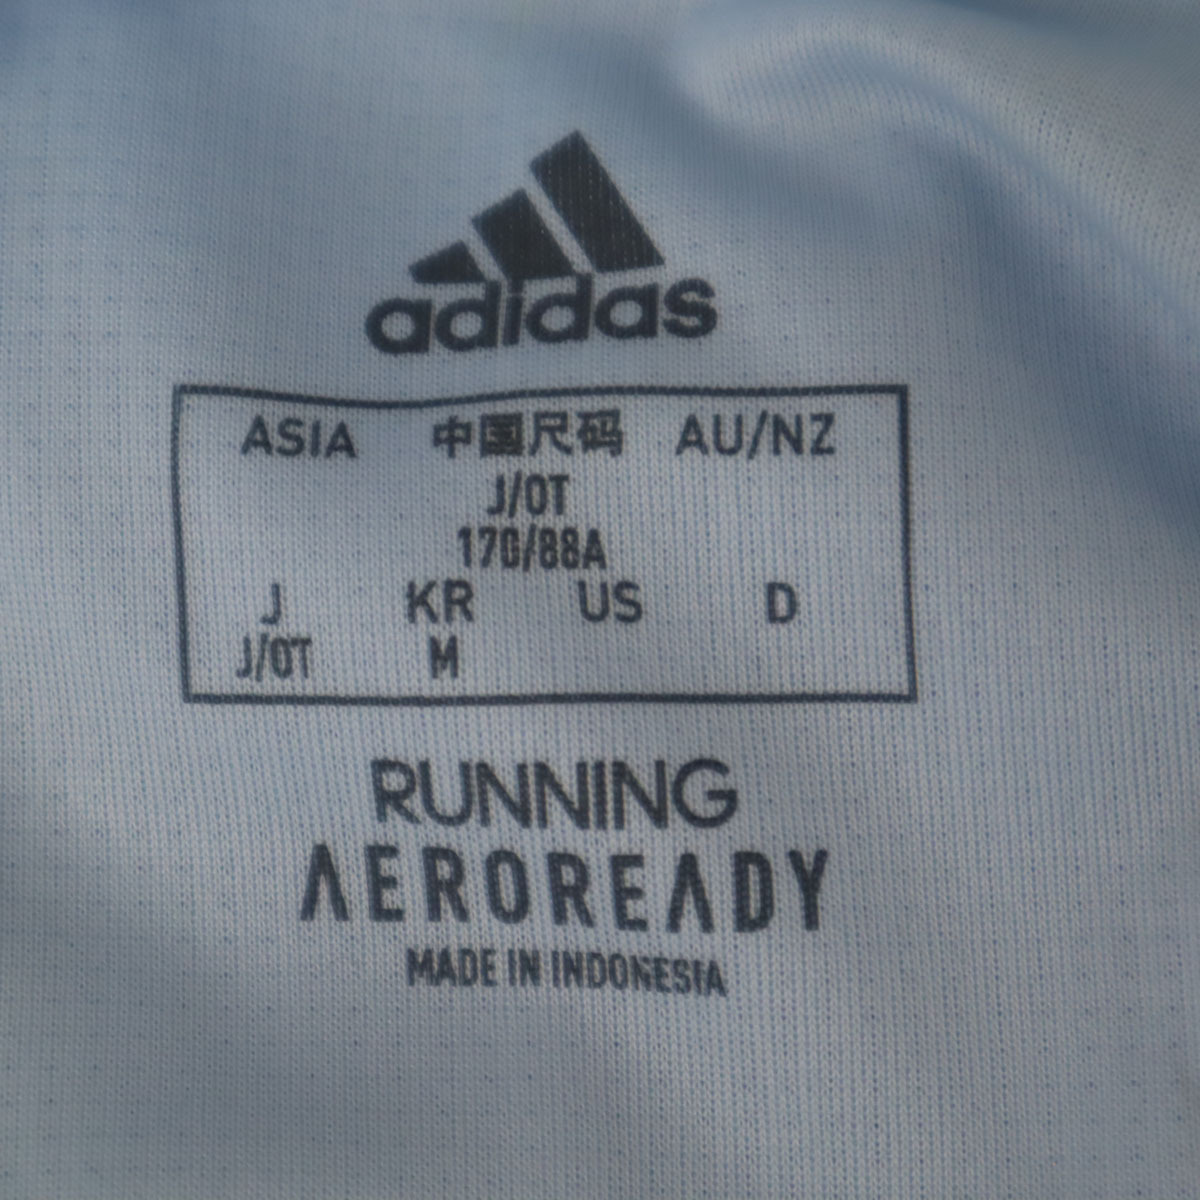 adidas
ASIA 中国尺码 AU/NZ
J/OT
170/88A
J KR US D
J/OT M
RUNNING
AEROREADY
MADE IN INDONESIA